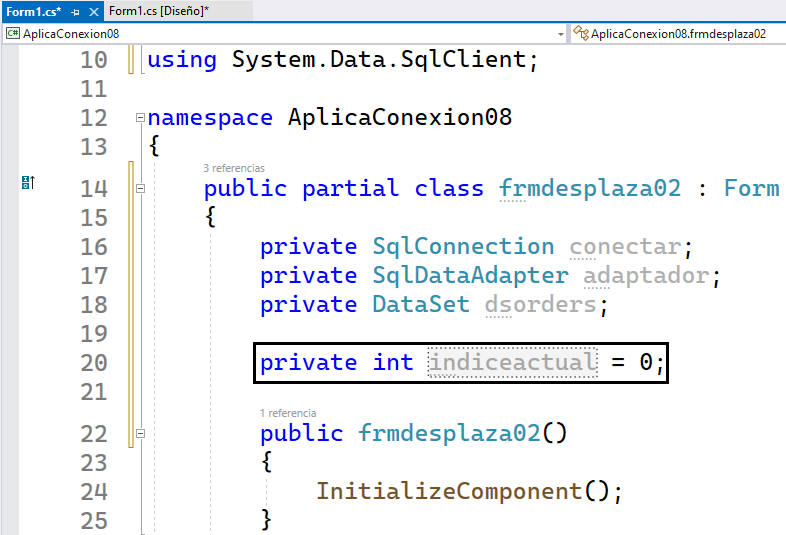 Form1.cs* Form1.cs [Diseño]*
AplicaConexion08 AplicaConexion08.frmdesplaza02
10 using System.Data.SqlClient;
11
12 namespace AplicaConexion08
13 {
3 referencias
14 public partial class frmdesplaza02 : Form
15 {
16 private SqlConnection conectar;
17 private SqlDataAdapter adaptador;
18 private DataSet dsorders;
19
20 private int indiceactual = 0;
21
1 referencia
22 public frmdesplaza02()
23 {
24 InitializeComponent();
25 }